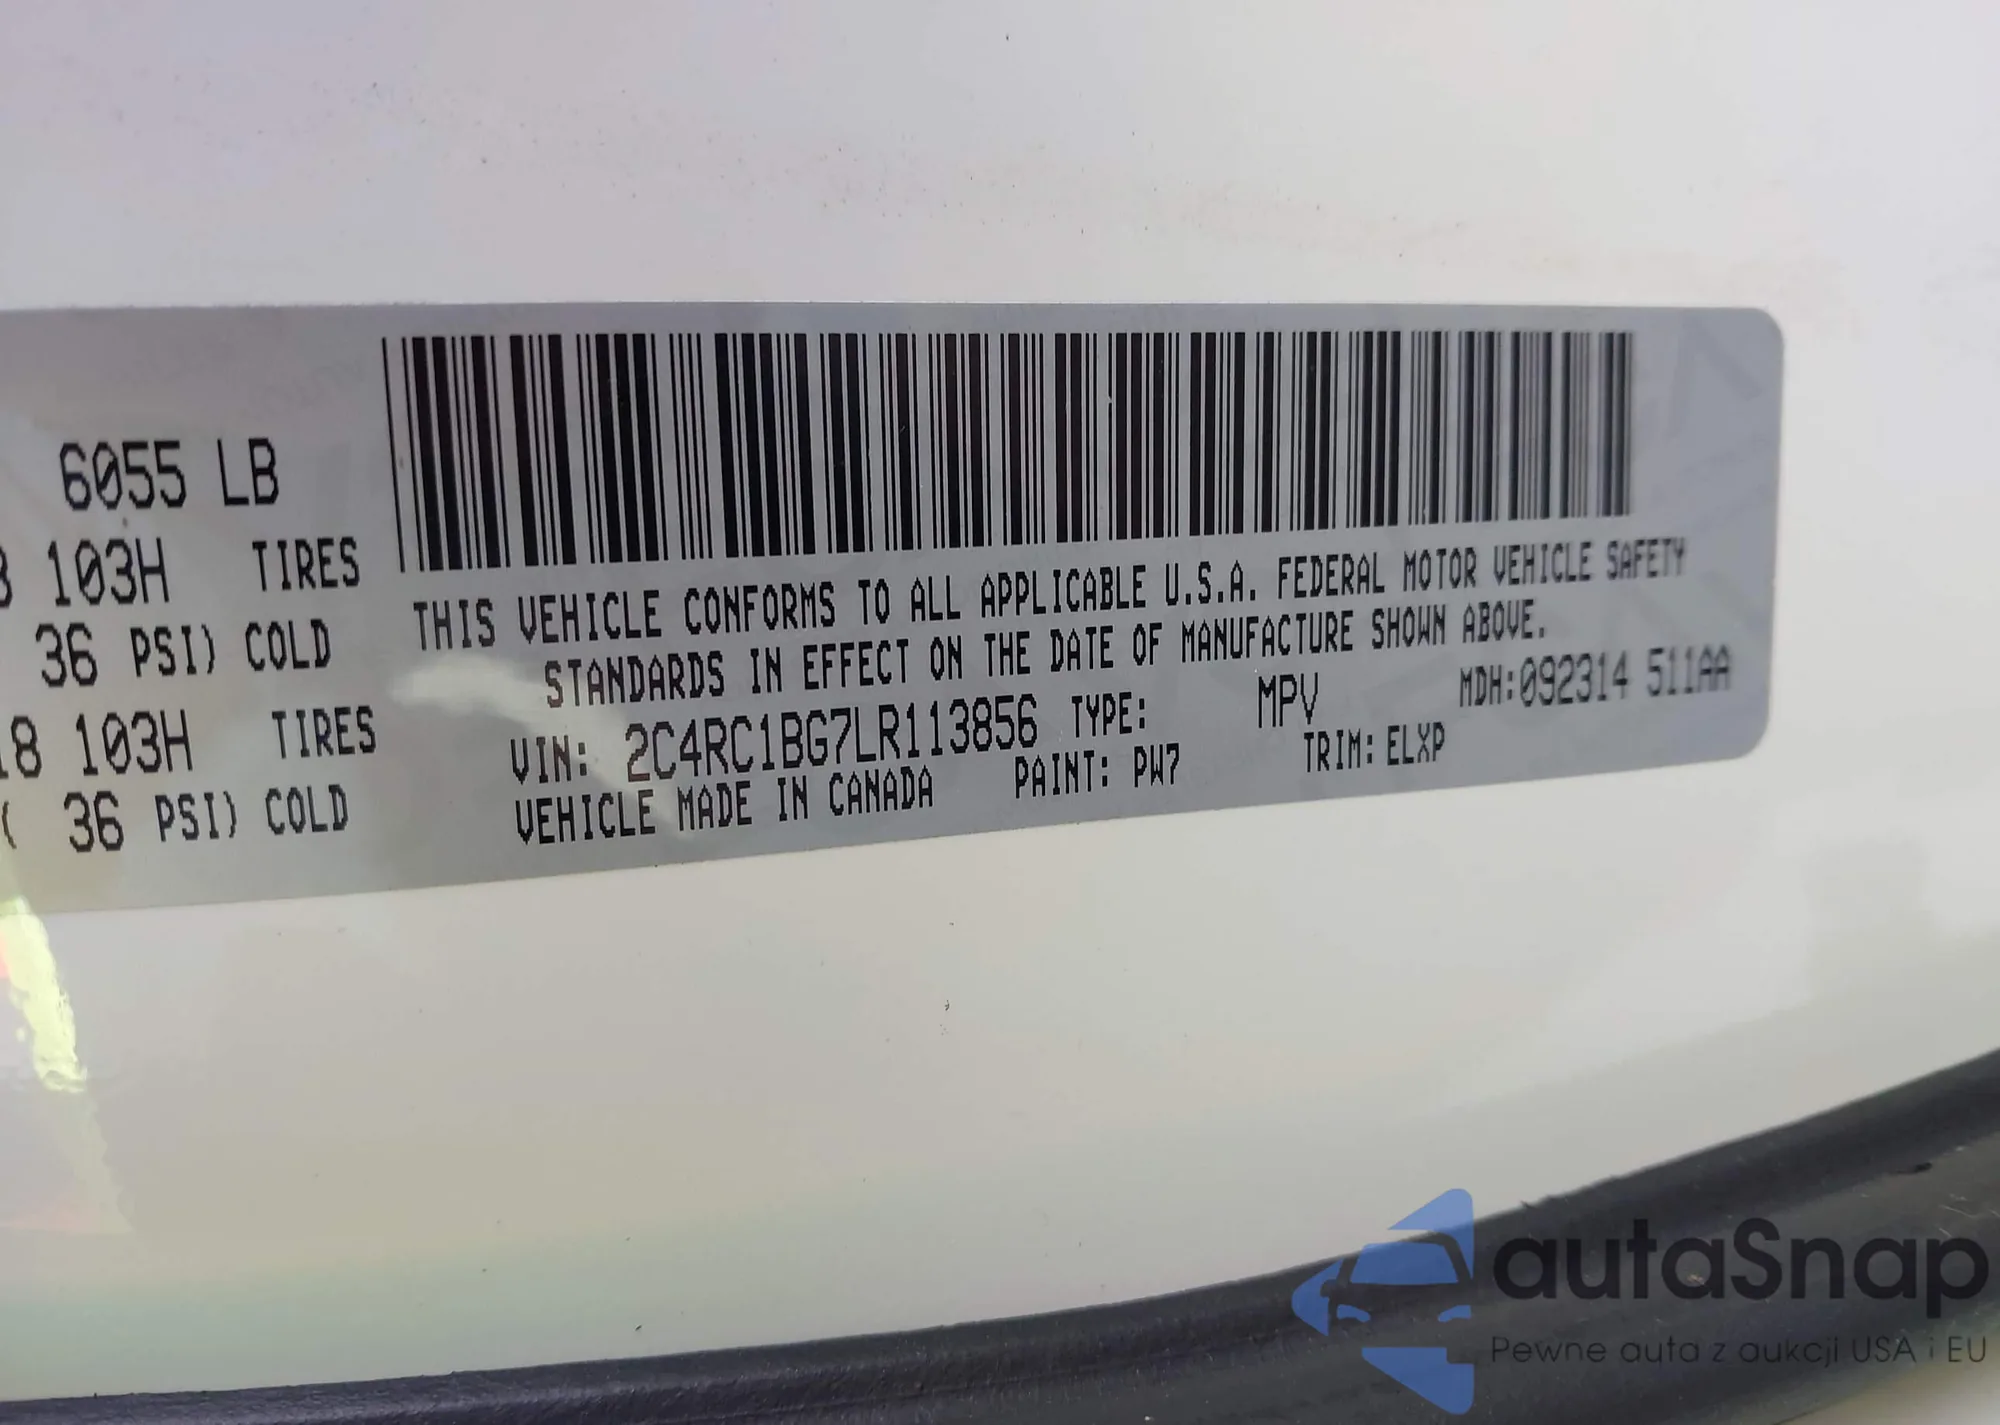 6055 LB
103H TIRES
36 PSI) COLD
18 103H TIRES
( 36 PSI) COLD
THIS VEHICLE CONFORMS TO ALL APPLICABLE U.S.A. FEDERAL MOTOR VEHICLE SAFETY
STANDARDS IN EFFECT ON THE DATE OF MANUFACTURE SHOWN ABOVE.
VIN: 2C4RC1BG7LR113856 TYPE: MPV MDH:092314 511AA
VEHICLE MADE IN CANADA PAINT: PW7 TRIM: ELXP
autaSnap
Pewne auta z aukcji USA i EU